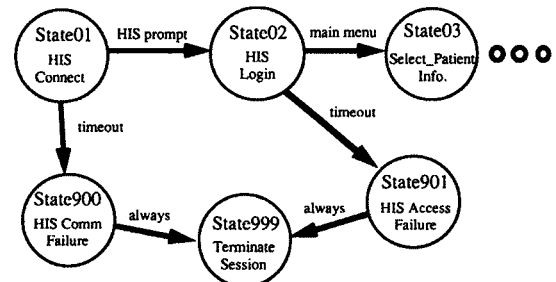 State01
HIS
Connect
HIS prompt
State02
HIS
Login
main menu
State03
Select_Patient
Info.
timeout
timeout
State900
HIS Comm
Failure
always
State999
Terminate
Session
always
State901
HIS Access
Failure